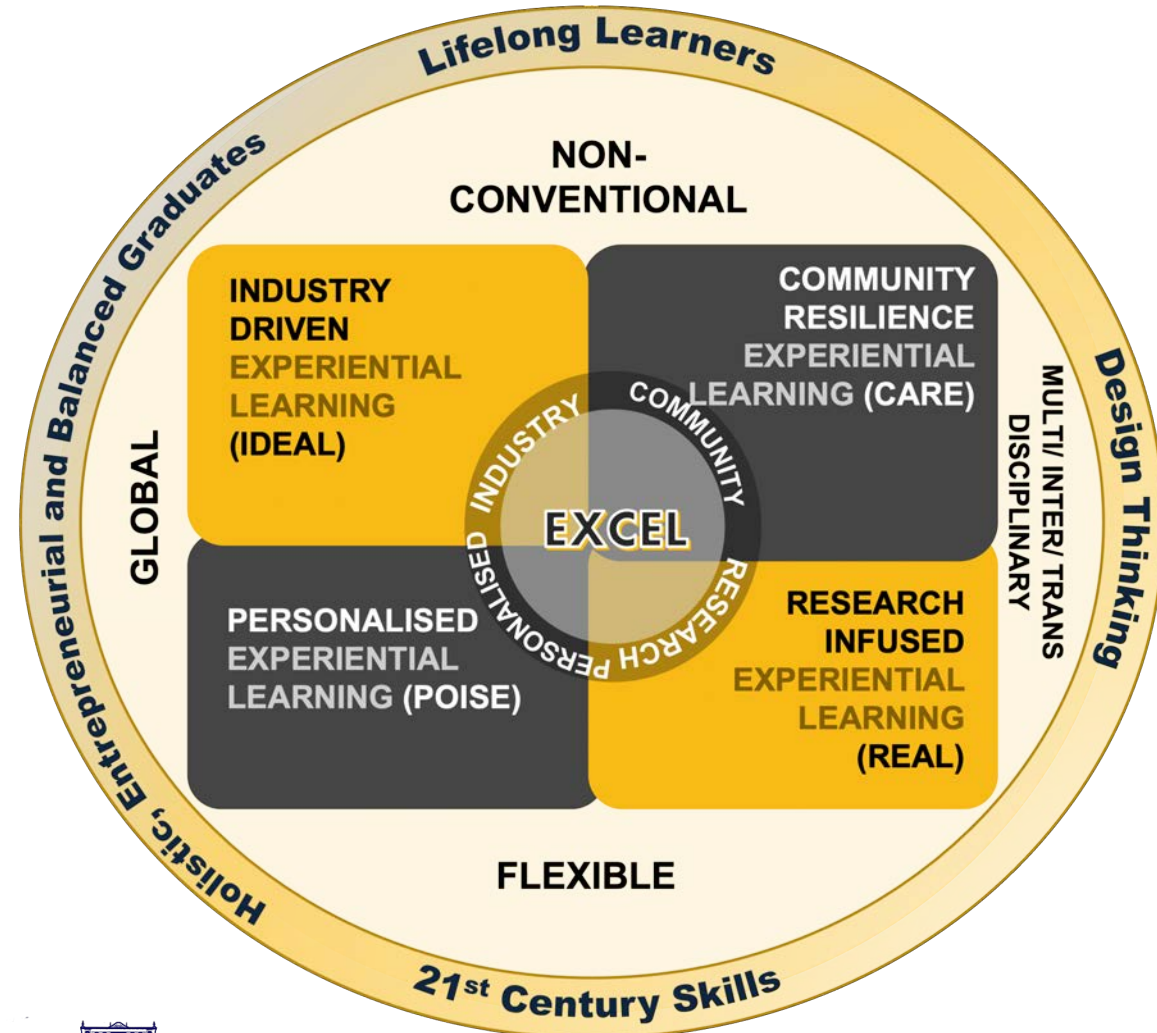 Lifelong Learners
Holistic, Entrepreneurial and Balanced Graduates
Design Thinking
21st Century Skills
NON-
CONVENTIONAL
GLOBAL
MULTI/ INTER/ TRANS
DISCIPLINARY
FLEXIBLE
INDUSTRY
DRIVEN
EXPERIENTIAL
LEARNING
(IDEAL)
COMMUNITY
RESILIENCE
EXPERIENTIAL
LEARNING (CARE)
INDUSTRY
COMMUNITY
RESEARCH
PERSONALISED
EXCEL
PERSONALISED
EXPERIENTIAL
LEARNING (POISE)
RESEARCH
INFUSED
EXPERIENTIAL
LEARNING
(REAL)